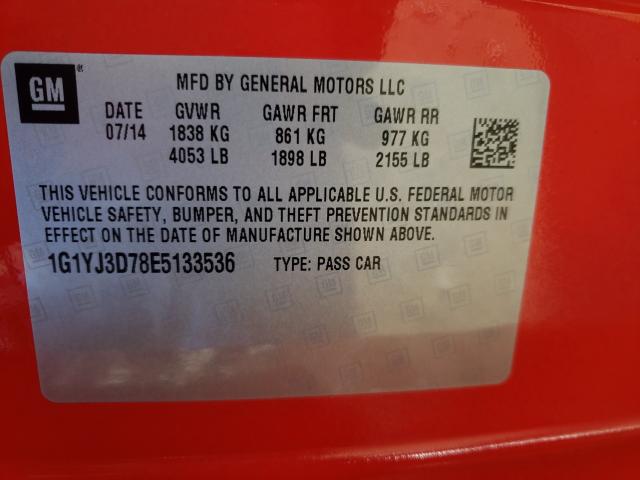 GM
MFD BY GENERAL MOTORS LLC
DATE GVWR GAWR FRT GAWR RR
07/14 1838 KG 861 KG 977 KG
4053 LB 1898 LB 2155 LB
THIS VEHICLE CONFORMS TO ALL APPLICABLE U.S. FEDERAL MOTOR
VEHICLE SAFETY, BUMPER, AND THEFT PREVENTION STANDARDS IN
EFFECT ON THE DATE OF MANUFACTURE SHOWN ABOVE.
1G1YJ3D78E5133536 TYPE: PASS CAR